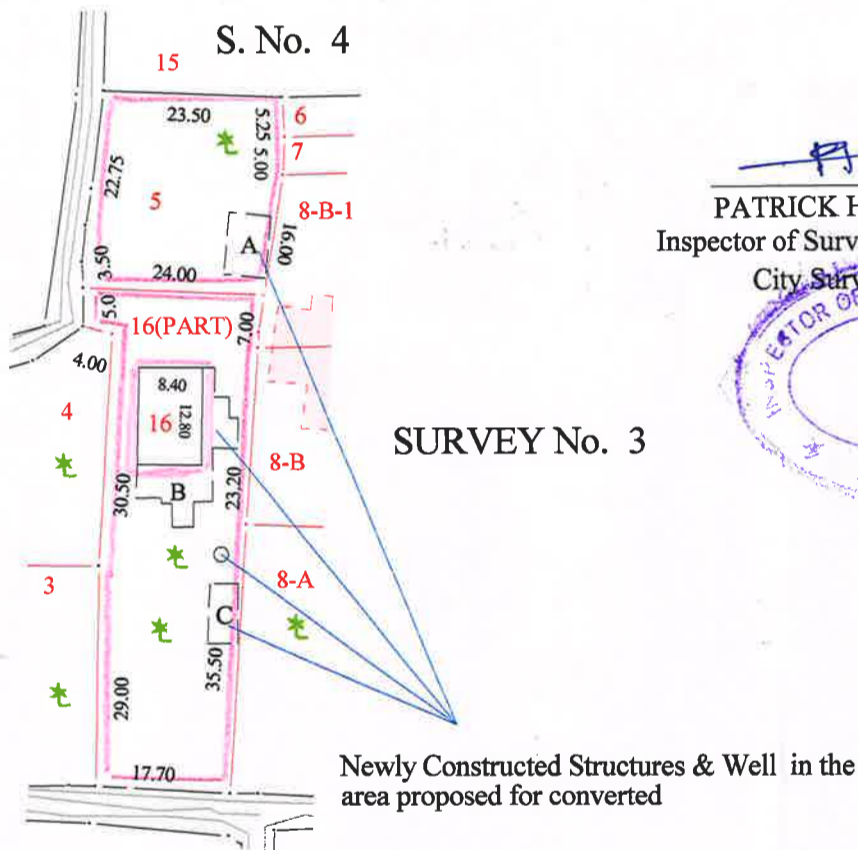 S. No. 4
15
23.50
5.25
6
5.00
7
22.75
5
8-B-1
A
16.00
3.50
24.00
5.0
16(PART)
7.00
4.00
8.40
4
16
12.80
SURVEY No. 3
8-B
B
30.50
23.20
3
8-A
C
35.50
29.00
17.70
Newly Constructed Structures & Well in the
area proposed for converted
PATRICK
Inspector of Surv
City Surv